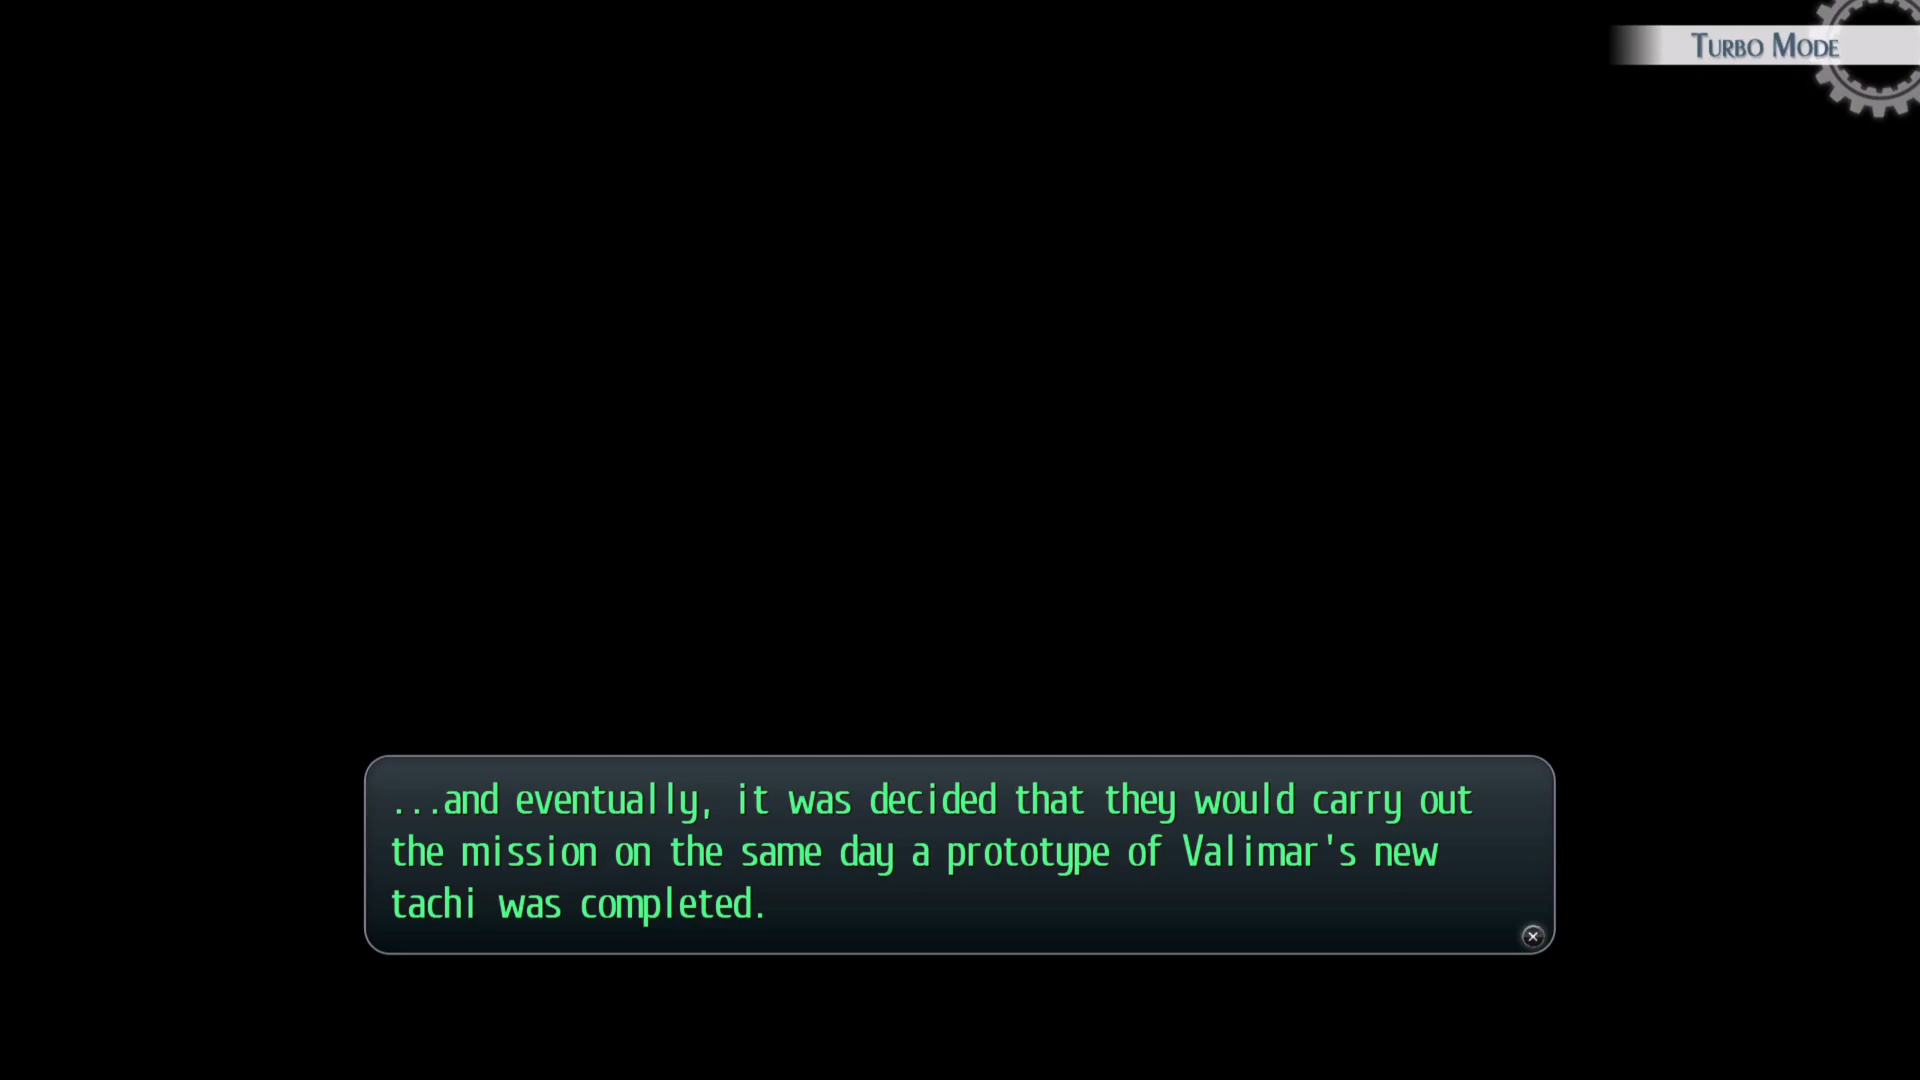 Turbo Mode
...and eventually, it was decided that they would carry out
the mission on the same day a prototype of Valimar's new
tachi was completed.